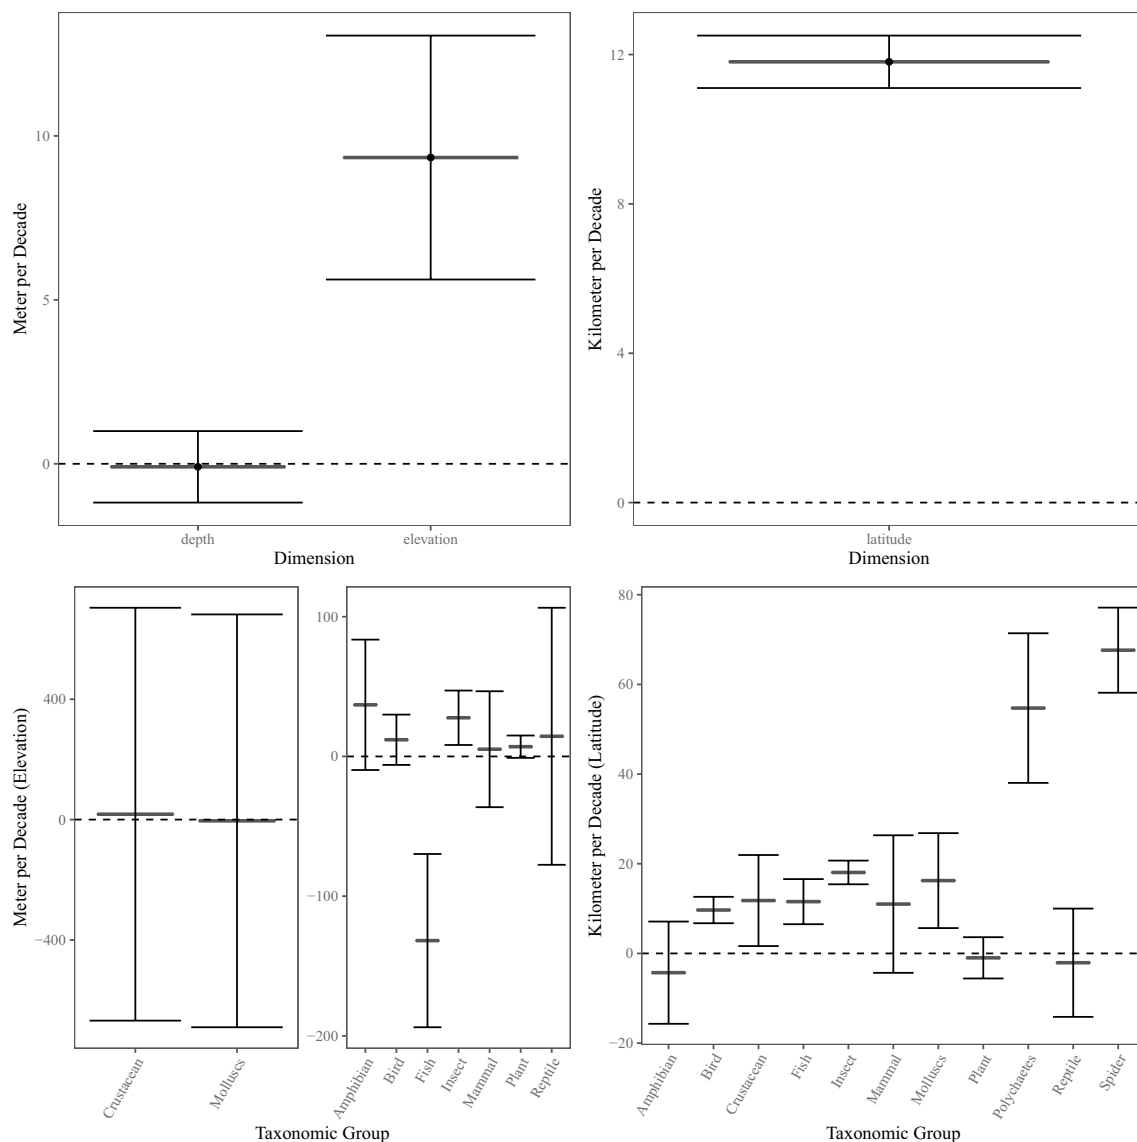 Meter per Decade
10
5
0
depth
elevation
Dimension
Kilometer per Decade
12
8
4
0
latitude
Dimension
Meter per Decade (Elevation)
400
0
−400
Crustacean
Molluscs
100
0
−100
−200
Amphibian
Bird
Fish
Insect
Mammal
Plant
Reptile
Taxonomic Group
Kilometer per Decade (Latitude)
80
60
40
20
0
−20
Amphibian
Bird
Crustacean
Fish
Insect
Mammal
Molluscs
Plant
Polychaetes
Reptile
Spider
Taxonomic Group